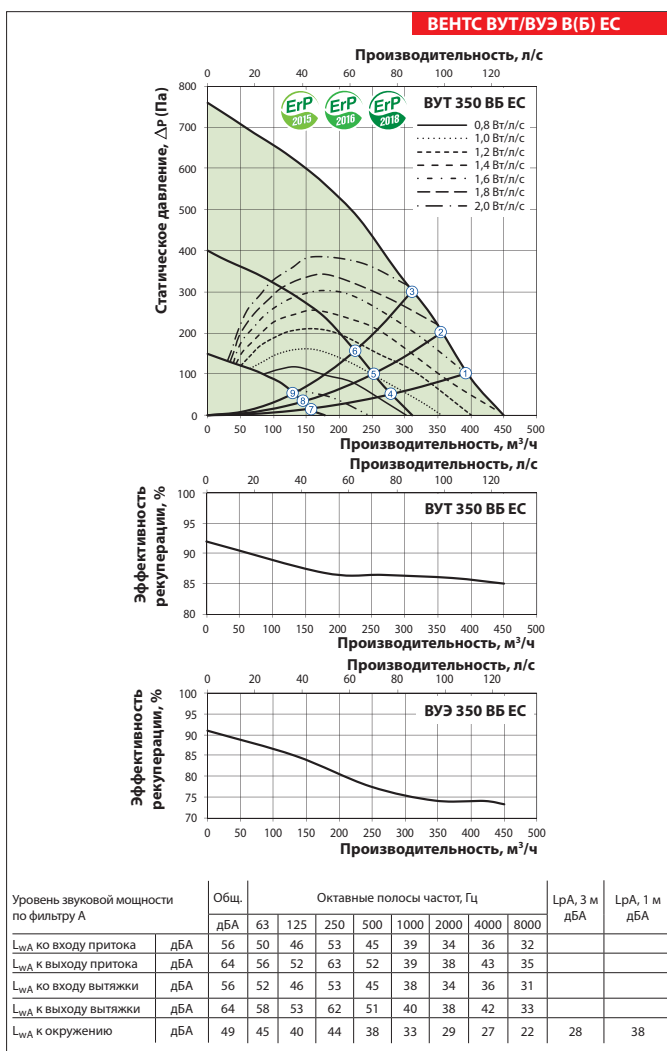 ВЕНТС ВУТ/ВУЭ В(Б) ЕС
Производительность, л/с
0 20 40 60 80 100 120
ErP 2015
ErP 2016
ErP 2018
ВУТ 350 ВБ ЕС
0,8 Вт/л/с
1,0 Вт/л/с
1,2 Вт/л/с
1,4 Вт/л/с
1,6 Вт/л/с
1,8 Вт/л/с
2,0 Вт/л/с
Статическое давление, △P (Па)
800
700
600
500
400
300
200
100
0
3
2
6
5
1
9
4
8
7
0 50 100 150 200 250 300 350 400 450 500
Производительность, м³/ч
Производительность, л/с
0 20 40 60 70 80 100 120
ВУТ 350 ВБ ЕС
Эффективность
рекуперации, %
100
95
90
85
80
0 50 100 150 200 250 300 350 400 450 500
Производительность, м³/ч
Производительность, л/с
0 20 40 60 80 100 120
ВУЭ 350 ВБ ЕС
Эффективность
рекуперации, %
100
95
90
85
80
75
70
0 50 100 150 200 250 300 350 400 450 500
Производительность, м³/ч
Уровень звуковой мощности
по фильтру А
Общ. Октавные полосы частот, Гц LpA, 3 м дБА LpA, 1 м дБА
дБА 63 125 250 500 1000 2000 4000 8000
LwA ко входу притока дБА 56 50 46 53 45 39 34 36 32
LwA к выходу притока дБА 64 56 52 63 52 39 38 43 35
LwA ко входу вытяжки дБА 56 52 46 53 45 38 34 36 31
LwA к выходу вытяжки дБА 64 58 53 62 51 40 38 42 33
LwA к окружению дБА 49 45 40 44 38 33 29 27 22 28 38